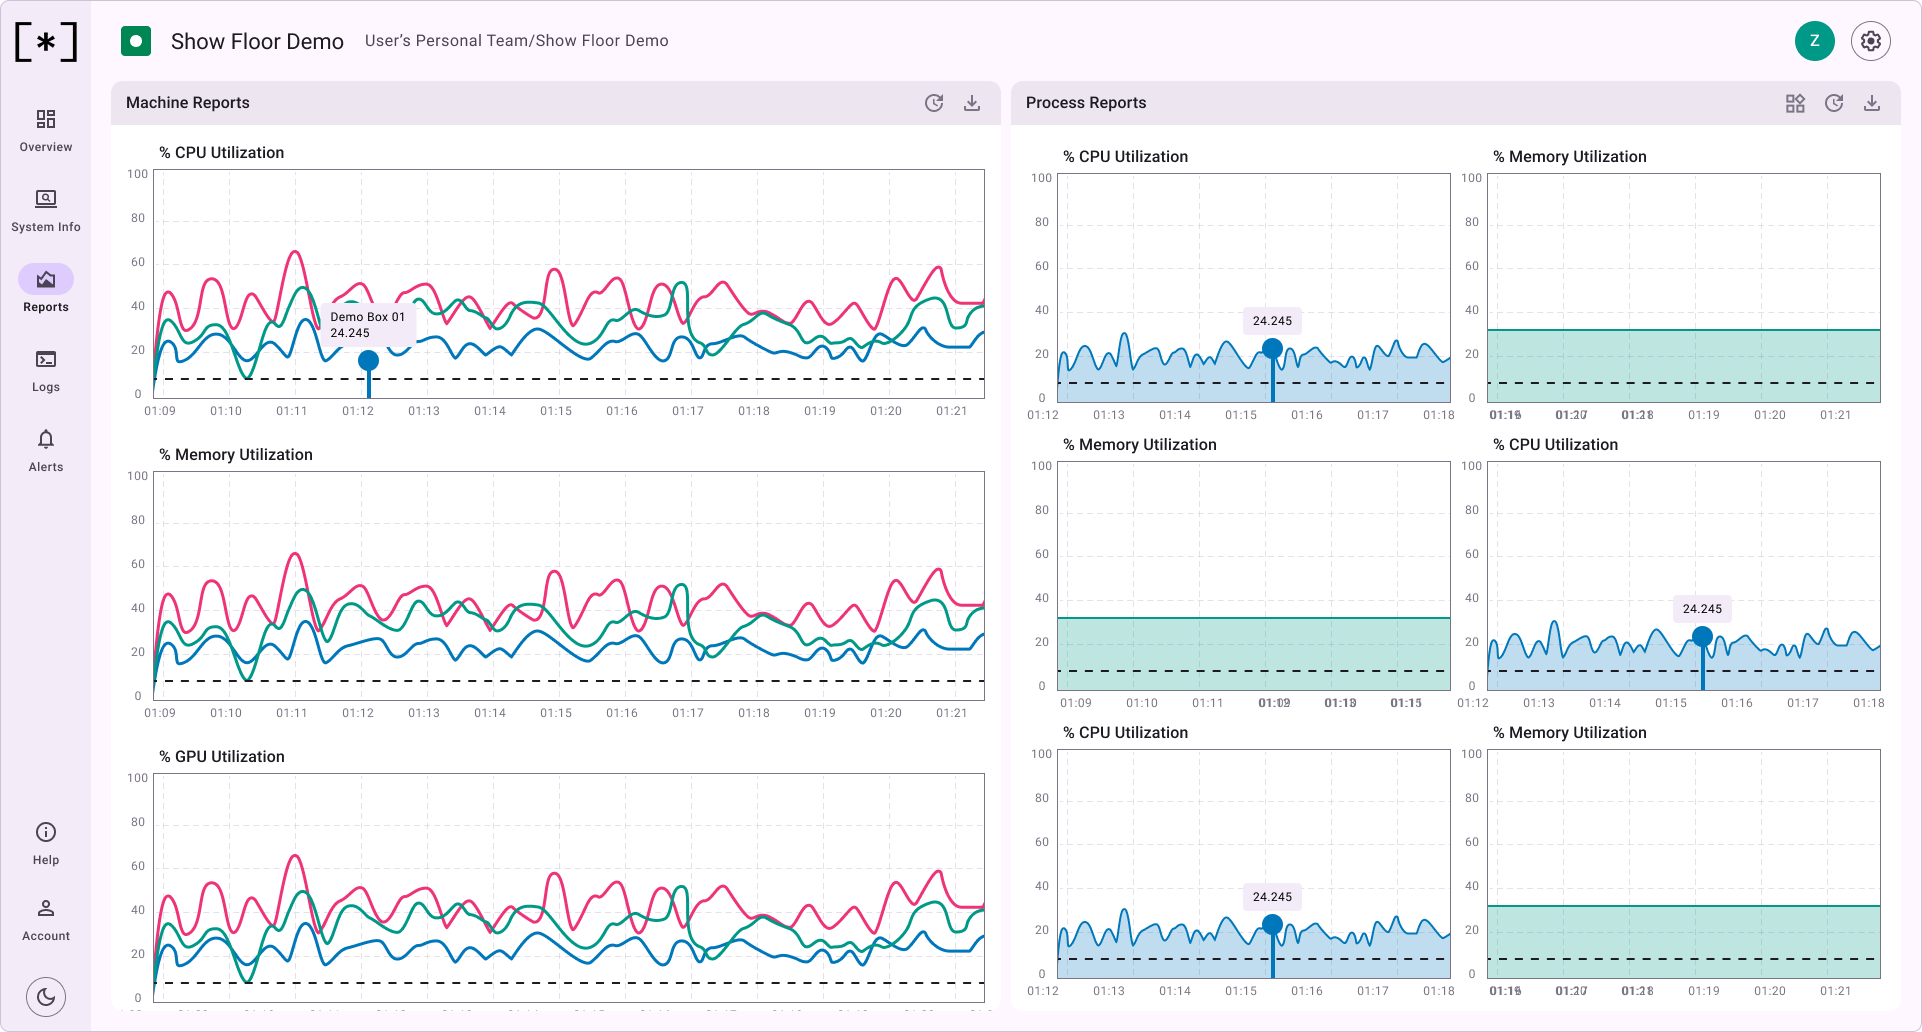 [*]
Show Floor Demo
User’s Personal Team/Show Floor Demo
Z
Overview
System Info
Reports
Logs
Alerts
Help
Account
Machine Reports
% CPU Utilization
100
80
60
40
20
0
Demo Box 01
24.245
01:09 01:10 01:11 01:12 01:13 01:14 01:15 01:16 01:17 01:18 01:19 01:20 01:21
% Memory Utilization
100
80
60
40
20
0
01:09 01:10 01:11 01:12 01:13 01:14 01:15 01:16 01:17 01:18 01:19 01:20 01:21
% GPU Utilization
100
80
60
40
20
0
Process Reports
% CPU Utilization
100
80
60
40
20
0
24.245
01:12 01:13 01:14 01:15 01:16 01:17 01:18
% Memory Utilization
100
80
60
40
20
0
01:19 01:20 01:21
% Memory Utilization
100
80
60
40
20
0
01:09 01:10 01:11
% CPU Utilization
100
80
60
40
20
0
24.245
01:12 01:13 01:14 01:15 01:16 01:17 01:18
% CPU Utilization
100
80
60
40
20
0
24.245
01:12 01:13 01:14 01:15 01:16 01:17 01:18
% Memory Utilization
100
80
60
40
20
0
01:19 01:20 01:21